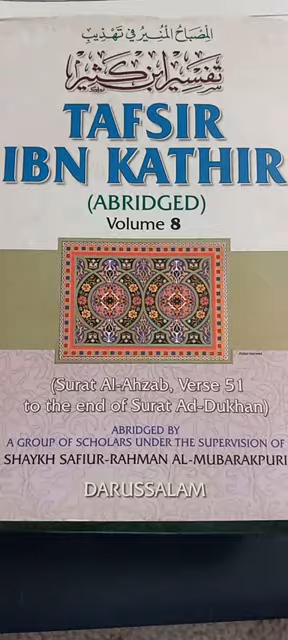 المصباح المنير في تهذيب
تفسير ابن كثير
TAFSIR
IBN KATHIR
(ABRIDGED)
Volume 8
(Surat Al-Ahzab, Verse 51
to the end of Surat Ad-Dukhan)
ABRIDGED BY
A GROUP OF SCHOLARS UNDER THE SUPERVISION OF
SHAYKH SAFIUR-RAHMAN AL-MUBARAKPURI
DARUSSALAM